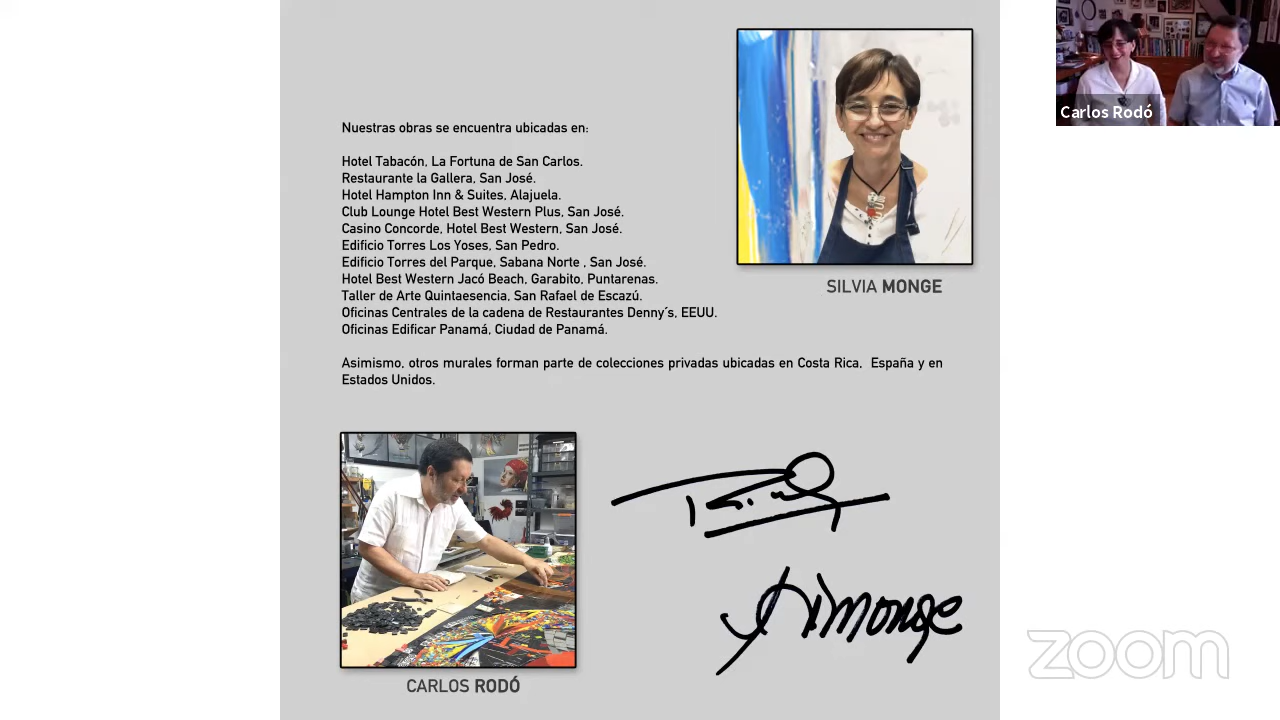 Nuestras obras se encuentra ubicadas en:
Hotel Tabacón, La Fortuna de San Carlos.
Restaurante la Gallera, San José.
Hotel Hampton Inn & Suites, Alajuela.
Club Lounge Hotel Best Western Plus, San José.
Casino Concorde, Hotel Best Western, San José.
Edificio Torres Los Yoses, San Pedro.
Edificio Torres del Parque, Sabana Norte , San José.
Hotel Best Western Jacó Beach, Garabito, Puntarenas.
Taller de Arte Quintaesencia, San Rafael de Escazú.
Oficinas Centrales de la cadena de Restaurantes Denny´s, EEUU.
Oficinas Edificar Panamá, Ciudad de Panamá.
Asimismo, otros murales forman parte de colecciones privadas ubicadas en Costa Rica, España y en
Estados Unidos.
SILVIA MONGE
CARLOS RODÓ
Carlos Rodó
monge
zoom